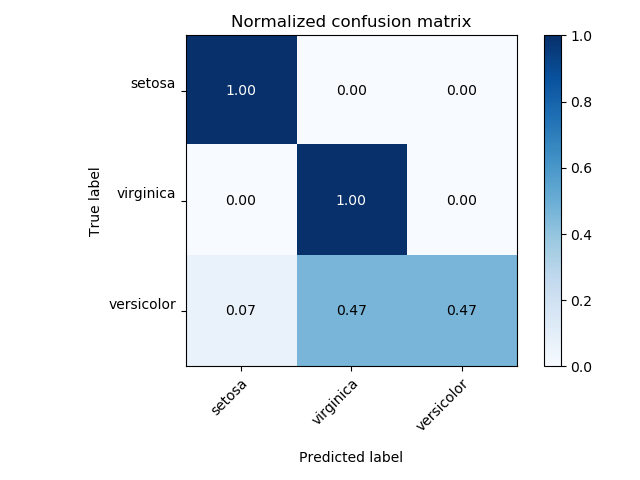 Normalized confusion matrix
True label
setosa 1.00 0.00 0.00
virginica 0.00 1.00 0.00
versicolor 0.07 0.47 0.47
setosa virginica versicolor
Predicted label
1.0
0.8
0.6
0.4
0.2
0.0